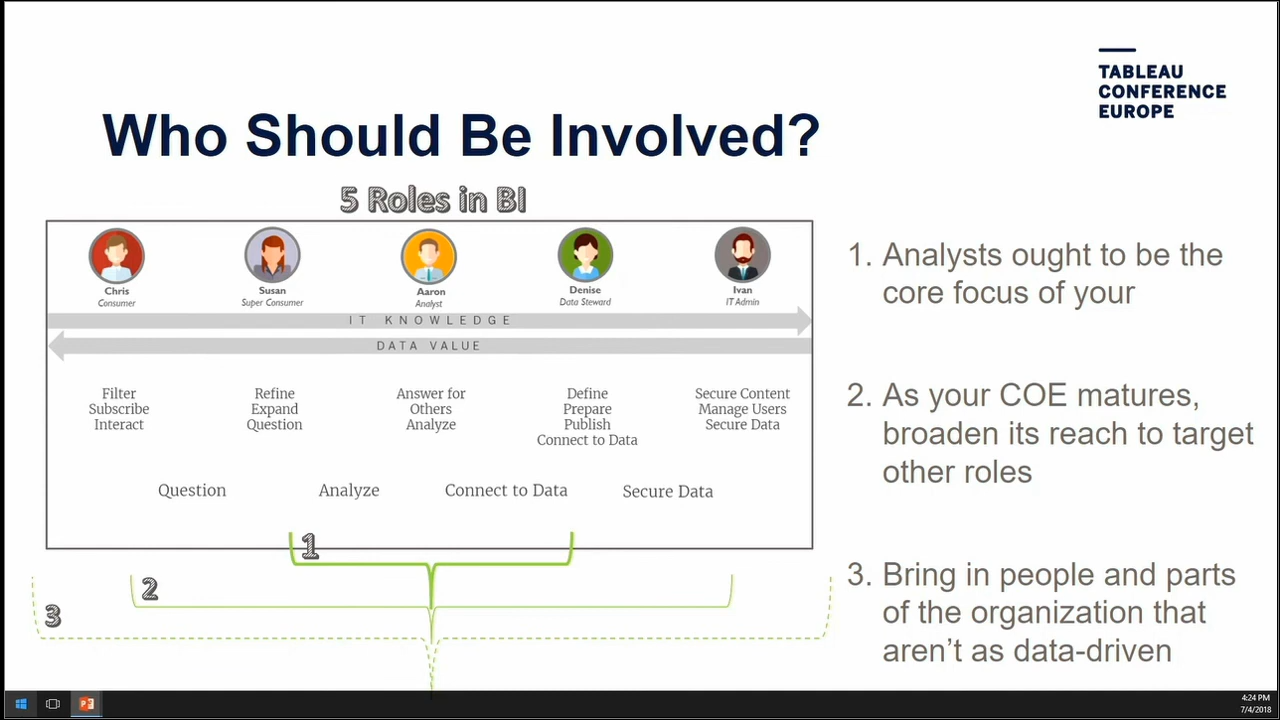 TABLEAU
CONFERENCE
EUROPE
Who Should Be Involved?
5 Roles in BI
Chris
Consumer
Susan
Super Consumer
Aaron
Analyst
Denise
Data Steward
Ivan
IT Admin
IT KNOWLEDGE
DATA VALUE
Filter
Subscribe
Interact
Refine
Expand
Question
Answer for
Others
Analyze
Define
Prepare
Publish
Connect to Data
Secure Content
Manage Users
Secure Data
Question
Analyze
Connect to Data
Secure Data
1
2
3
1. Analysts ought to be the
core focus of your
2. As your COE matures,
broaden its reach to target
other roles
3. Bring in people and parts
of the organization that
aren’t as data-driven
4:24 PM
7/4/2018